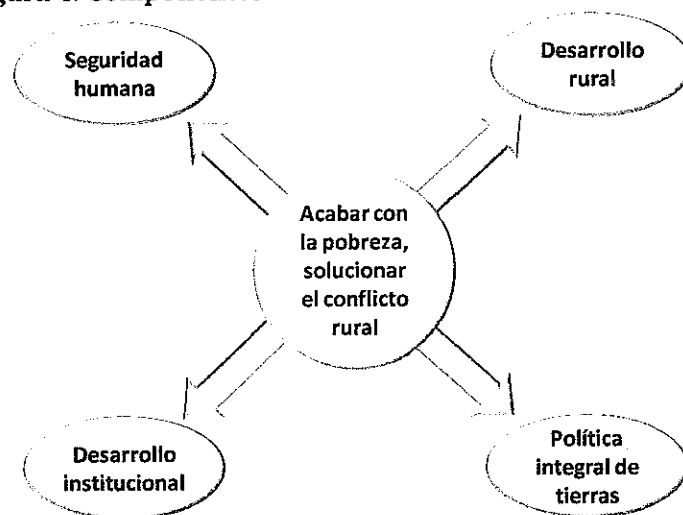 Seguridad
humana
Desarrollo
rural
Acabar con
la pobreza,
solucionar
el conflicto
rural
Desarrollo
institucional
Política
integral de
tierras